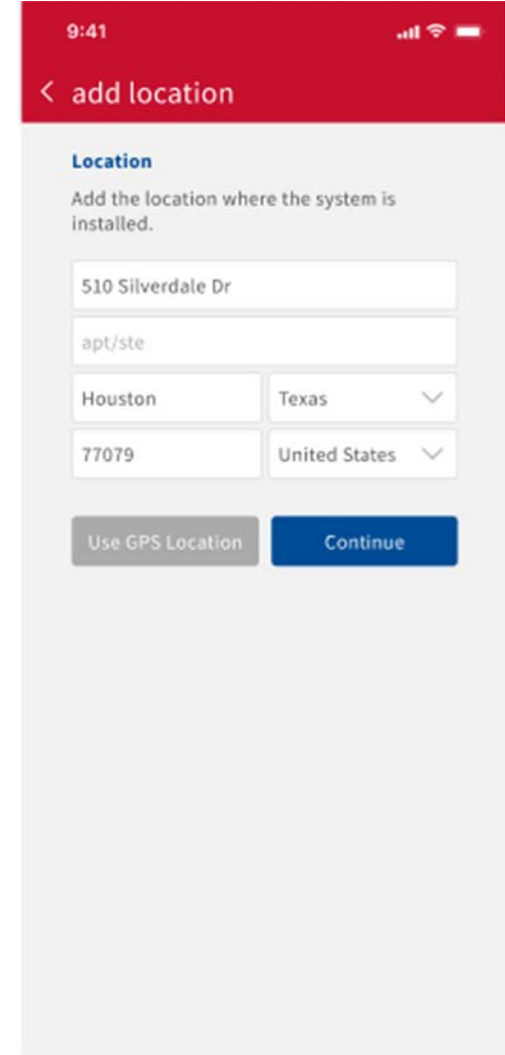 9:41
add location
Location
Add the location where the system is
installed.
510 Silverdale Dr
apt/ste
Houston
Texas
77079
United States
Use GPS Location
Continue